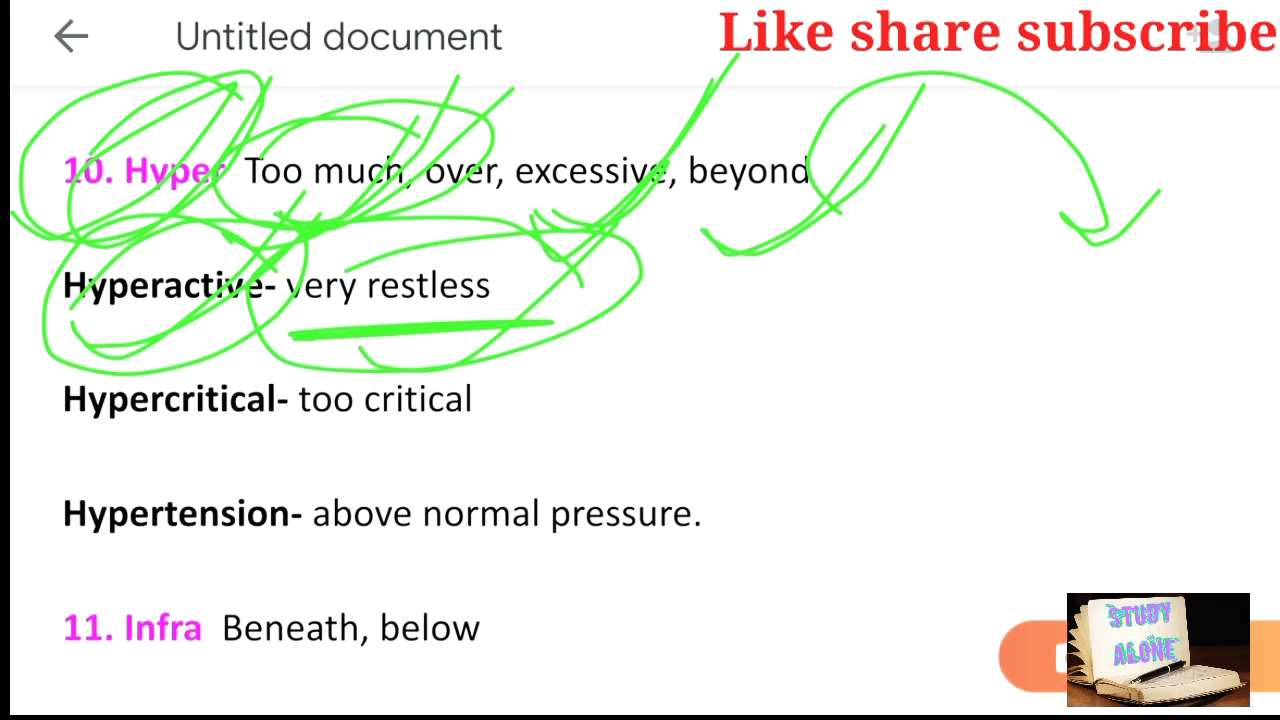 Untitled document
Like share subscribe
10. Hyper Too much, over, excessive, beyond
Hyperactive- very restless
Hypercritical- too critical
Hypertension- above normal pressure.
11. Infra Beneath, below
STUDY
ALONE